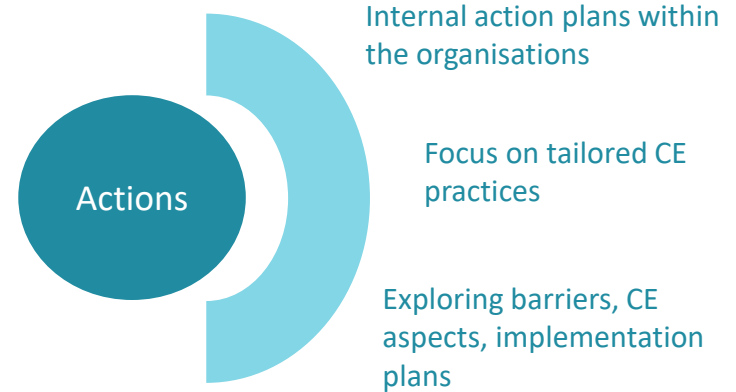 Internal action plans within
the organisations
Focus on tailored CE
practices
Actions
Exploring barriers, CE
aspects, implementation
plans